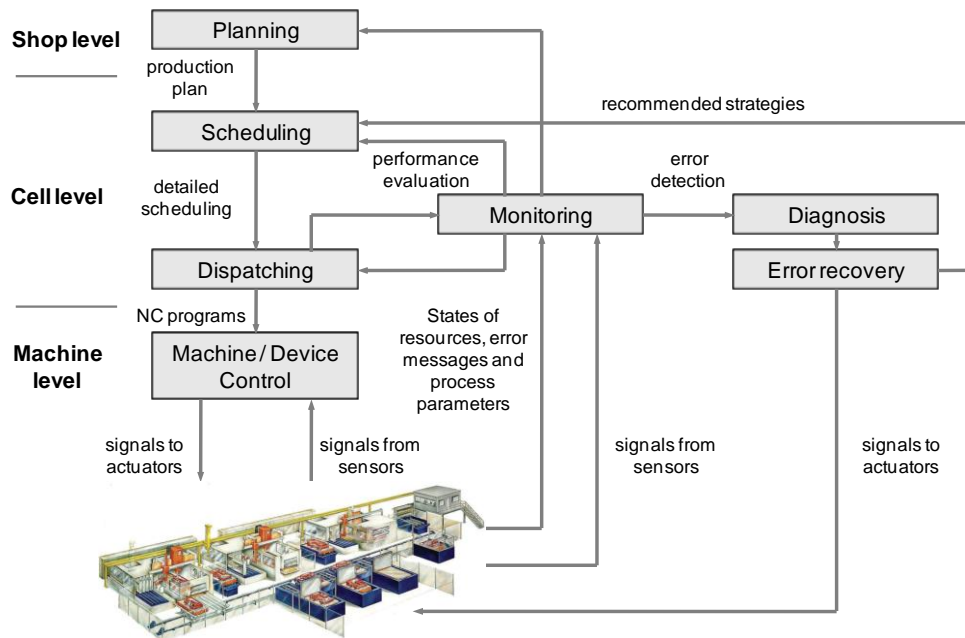 Shop level
Planning
production
plan
recommended strategies
Scheduling
performance
evaluation
error
detection
Cell level
detailed
scheduling
Monitoring
Diagnosis
Dispatching
Error recovery
NC programs
States of
resources, error
messages and
process
parameters
Machine
level
Machine / Device
Control
signals to
actuators
signals from
sensors
signals from
sensors
signals to
actuators